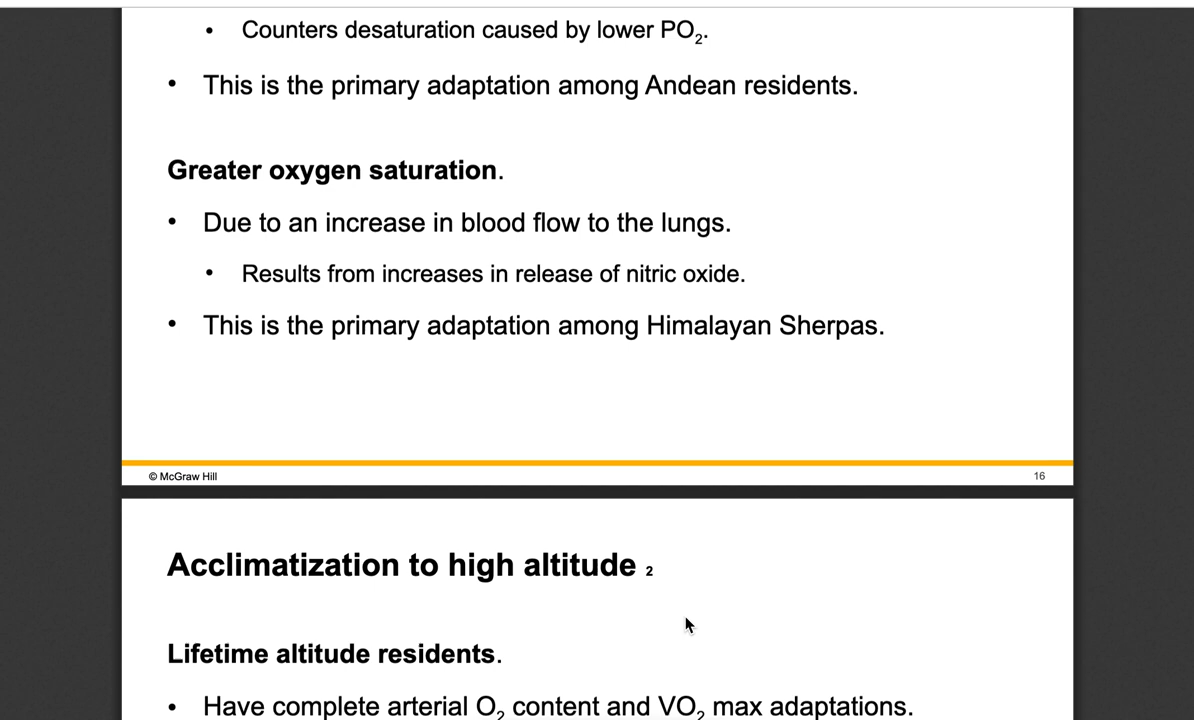 • Counters desaturation caused by lower PO₂.
• This is the primary adaptation among Andean residents.
Greater oxygen saturation.
• Due to an increase in blood flow to the lungs.
• Results from increases in release of nitric oxide.
• This is the primary adaptation among Himalayan Sherpas.
© McGraw Hill 16
Acclimatization to high altitude 2
Lifetime altitude residents.
• Have complete arterial O₂ content and VO₂ max adaptations.